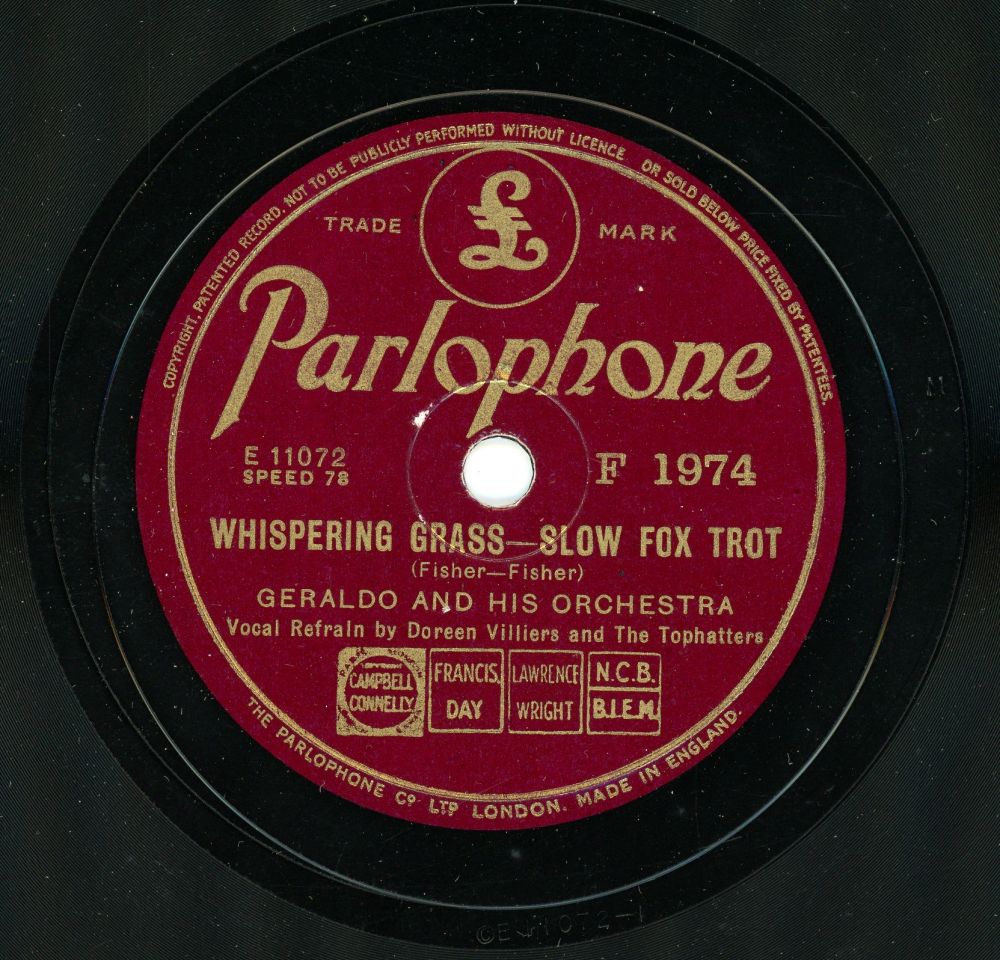 COPYRIGHT, PATENTED RECORD. NOT TO BE PUBLICLY PERFORMED WITHOUT LICENCE OR SOLD BELOW PRICE FIXED BY PATENTEES.
TRADE £ MARK
Parlophone
E 11072
SPEED 78
F 1974
WHISPERING GRASS—SLOW FOX TROT
(Fisher—Fisher)
GERALDO AND HIS ORCHESTRA
Vocal Refrain by Doreen Villiers and The Tophatters
CAMPBELL CONNELLY
FRANCIS, DAY
LAWRENCE WRIGHT
N.C.B.
B.I.E.M.
THE PARLOPHONE Cº LTD LONDON. MADE IN ENGLAND.